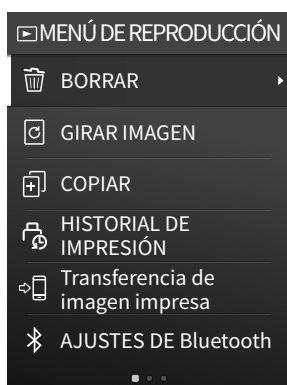 MENÚ DE REPRODUCCIÓN
BORRAR
GIRAR IMAGEN
COPIAR
HISTORIAL DE
IMPRESIÓN
Transferencia de
imagen impresa
AJUSTES DE Bluetooth